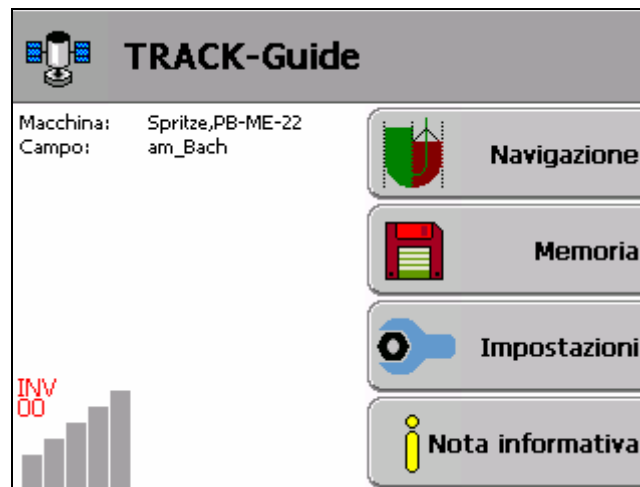 TRACK-Guide
Macchina: Spritze,PB-ME-22
Campo: am_Bach
Navigazione
Memoria
Impostazioni
Nota informativa
INV
00